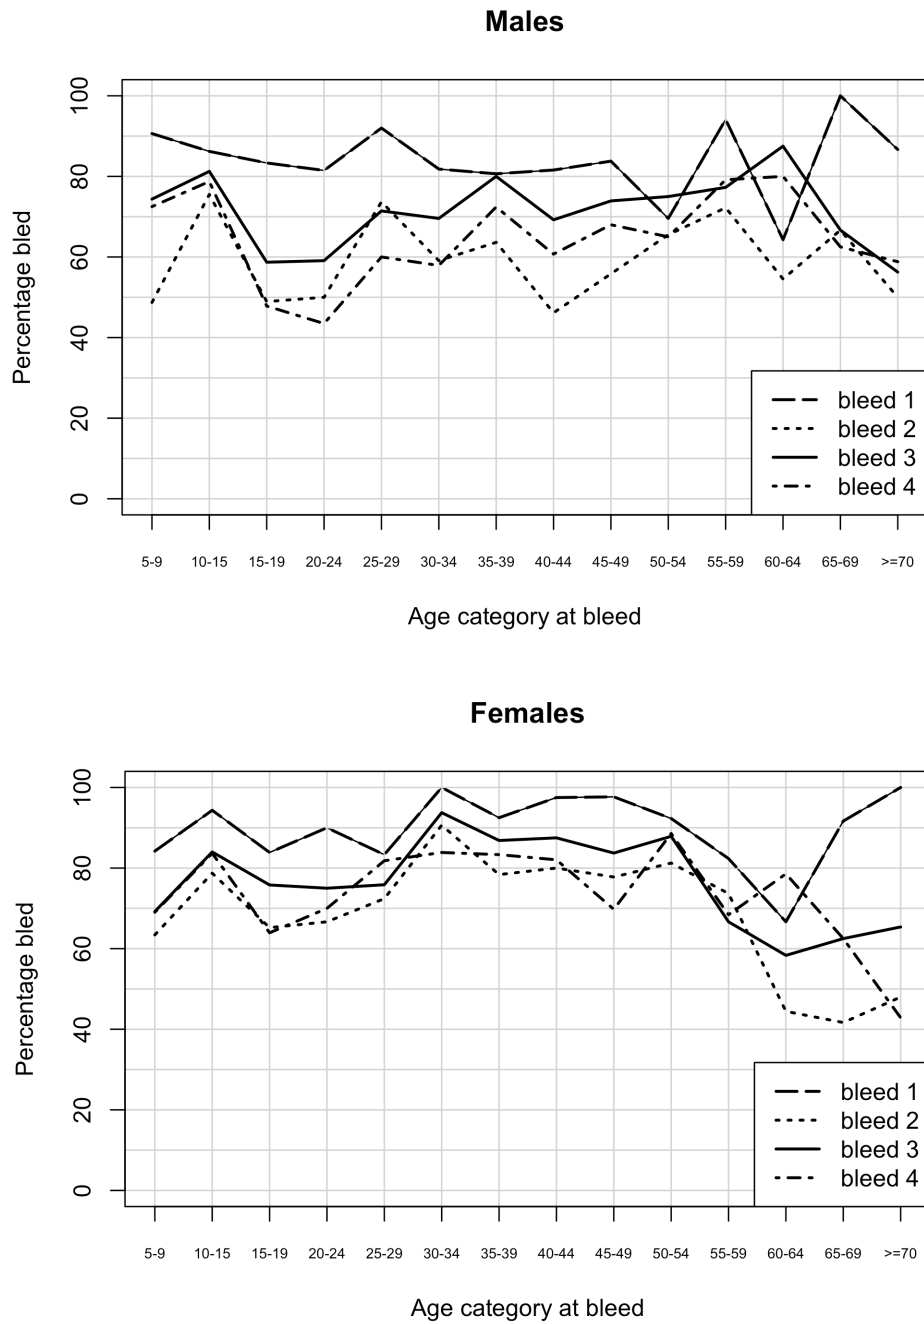 Males
Percentage bled
100
80
60
40
20
0
bleed 1
bleed 2
bleed 3
bleed 4
5-9 10-15 15-19 20-24 25-29 30-34 35-39 40-44 45-49 50-54 55-59 60-64 65-69 >=70
Age category at bleed
Females
Percentage bled
100
80
60
40
20
0
bleed 1
bleed 2
bleed 3
bleed 4
5-9 10-15 15-19 20-24 25-29 30-34 35-39 40-44 45-49 50-54 55-59 60-64 65-69 >=70
Age category at bleed